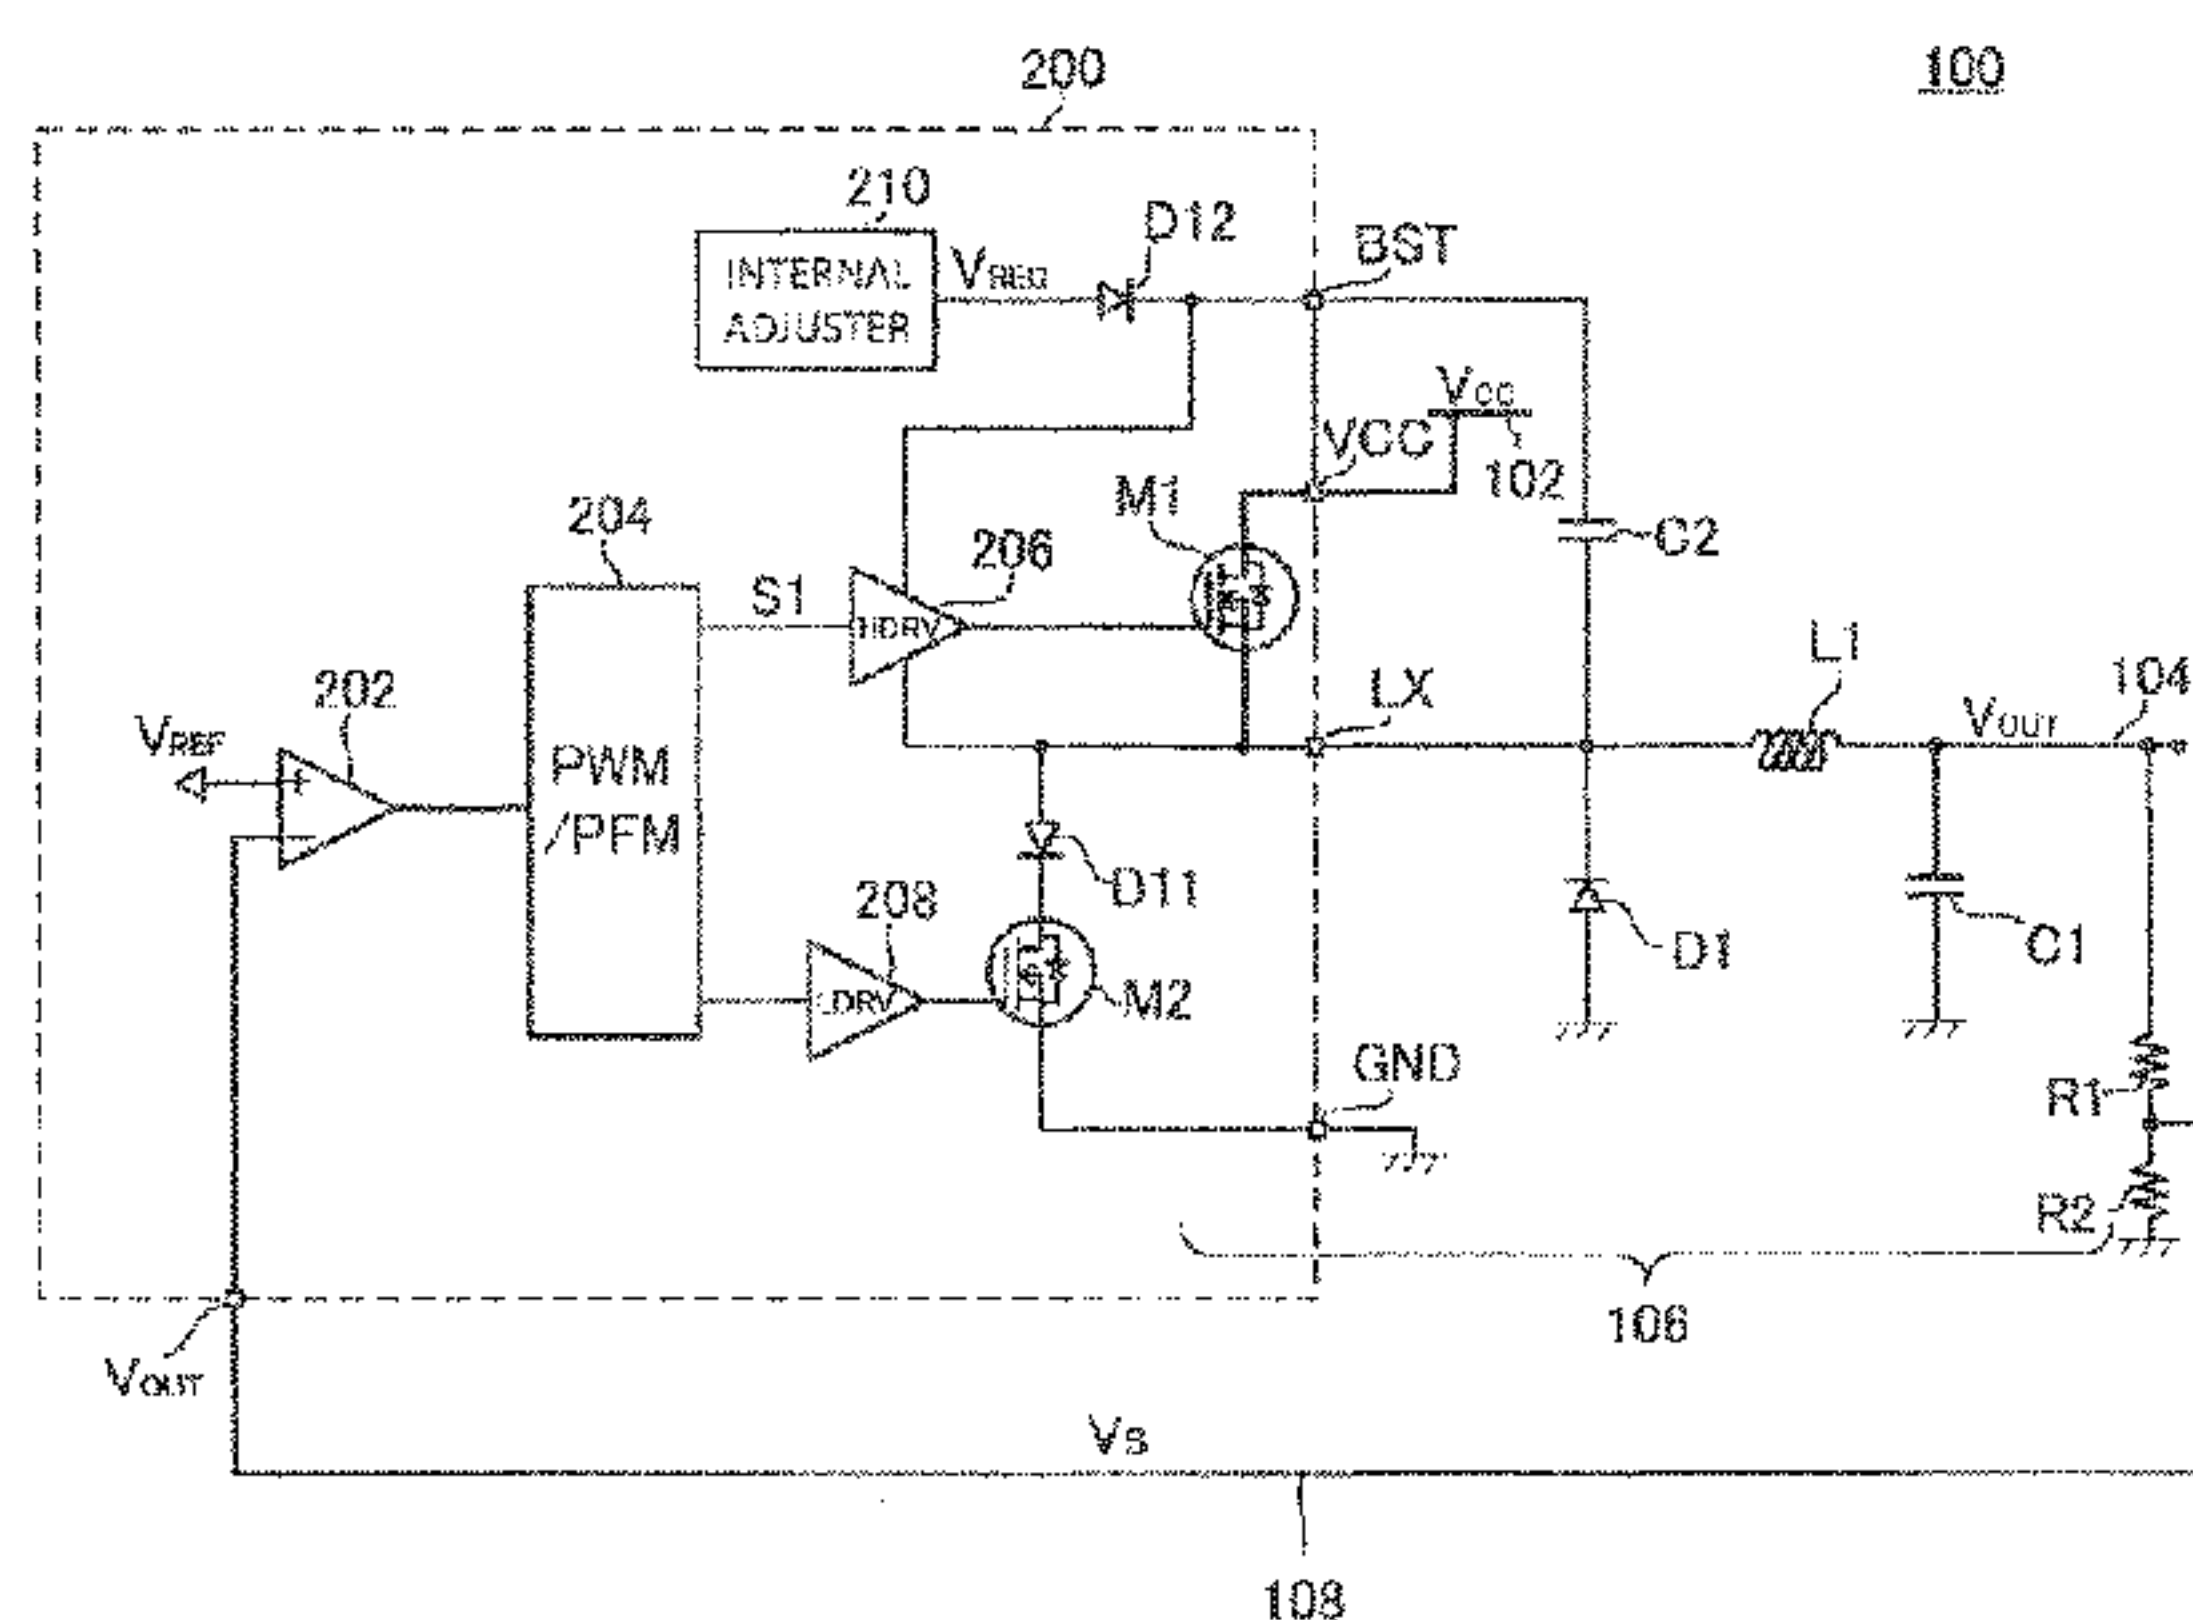 200
100
210
D12
BST
INTERNAL
ADJUSTER
VREG
VCC
VCC
102
M1
C2
204
206
S1
HDRV
L1
LX
104
202
VREF
VOUT
+
PWM
/PFM
D11
208
D1
C1
LDRV
M2
GND
R1
R2
106
VOUT
VS
108